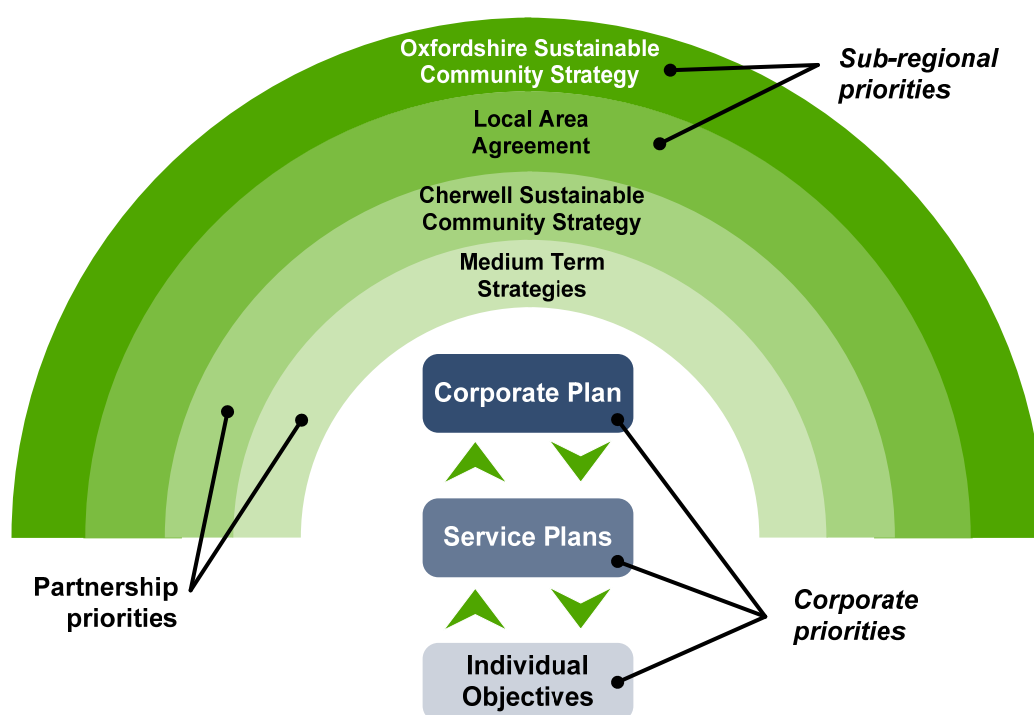 Oxfordshire Sustainable
Community Strategy
Sub-regional
priorities
Local Area
Agreement
Cherwell Sustainable
Community Strategy
Medium Term
Strategies
Corporate Plan
Service Plans
Partnership
priorities
Corporate
priorities
Individual
Objectives